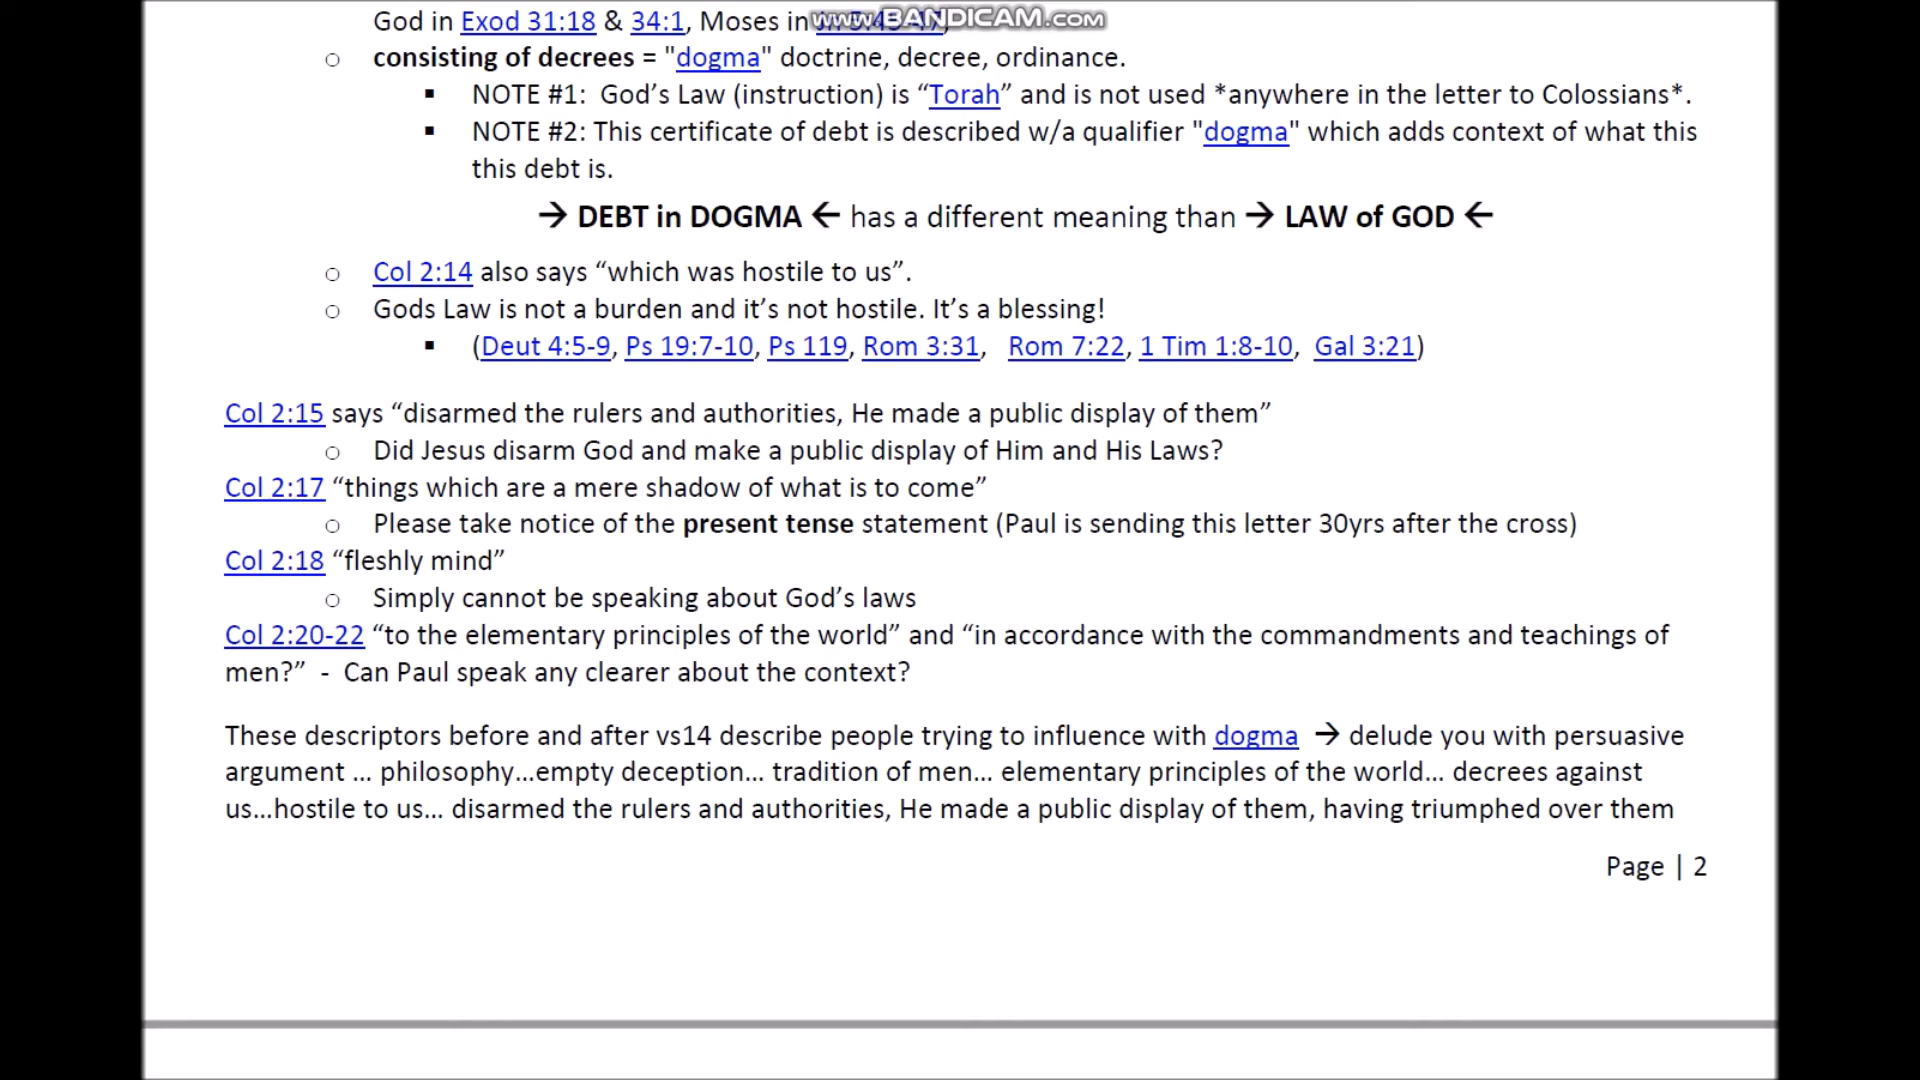 God in Exod 31:18 & 34:1, Moses in
www.BANDICAM.com
○ consisting of decrees = "dogma" doctrine, decree, ordinance.
▪ NOTE #1:  God’s Law (instruction) is “Torah” and is not used *anywhere in the letter to Colossians*.
▪ NOTE #2: This certificate of debt is described w/a qualifier "dogma" which adds context of what this
this debt is.
→ DEBT in DOGMA ← has a different meaning than → LAW of GOD ←
○ Col 2:14 also says “which was hostile to us”.
○ Gods Law is not a burden and it’s not hostile. It’s a blessing!
▪ (Deut 4:5-9, Ps 19:7-10, Ps 119, Rom 3:31,   Rom 7:22, 1 Tim 1:8-10,  Gal 3:21)
Col 2:15 says “disarmed the rulers and authorities, He made a public display of them”
○ Did Jesus disarm God and make a public display of Him and His Laws?
Col 2:17 “things which are a mere shadow of what is to come”
○ Please take notice of the present tense statement (Paul is sending this letter 30yrs after the cross)
Col 2:18 “fleshly mind”
○ Simply cannot be speaking about God’s laws
Col 2:20-22 “to the elementary principles of the world” and “in accordance with the commandments and teachings of
men?”  -  Can Paul speak any clearer about the context?
These descriptors before and after vs14 describe people trying to influence with dogma → delude you with persuasive
argument … philosophy…empty deception… tradition of men… elementary principles of the world… decrees against
us…hostile to us… disarmed the rulers and authorities, He made a public display of them, having triumphed over them
Page | 2